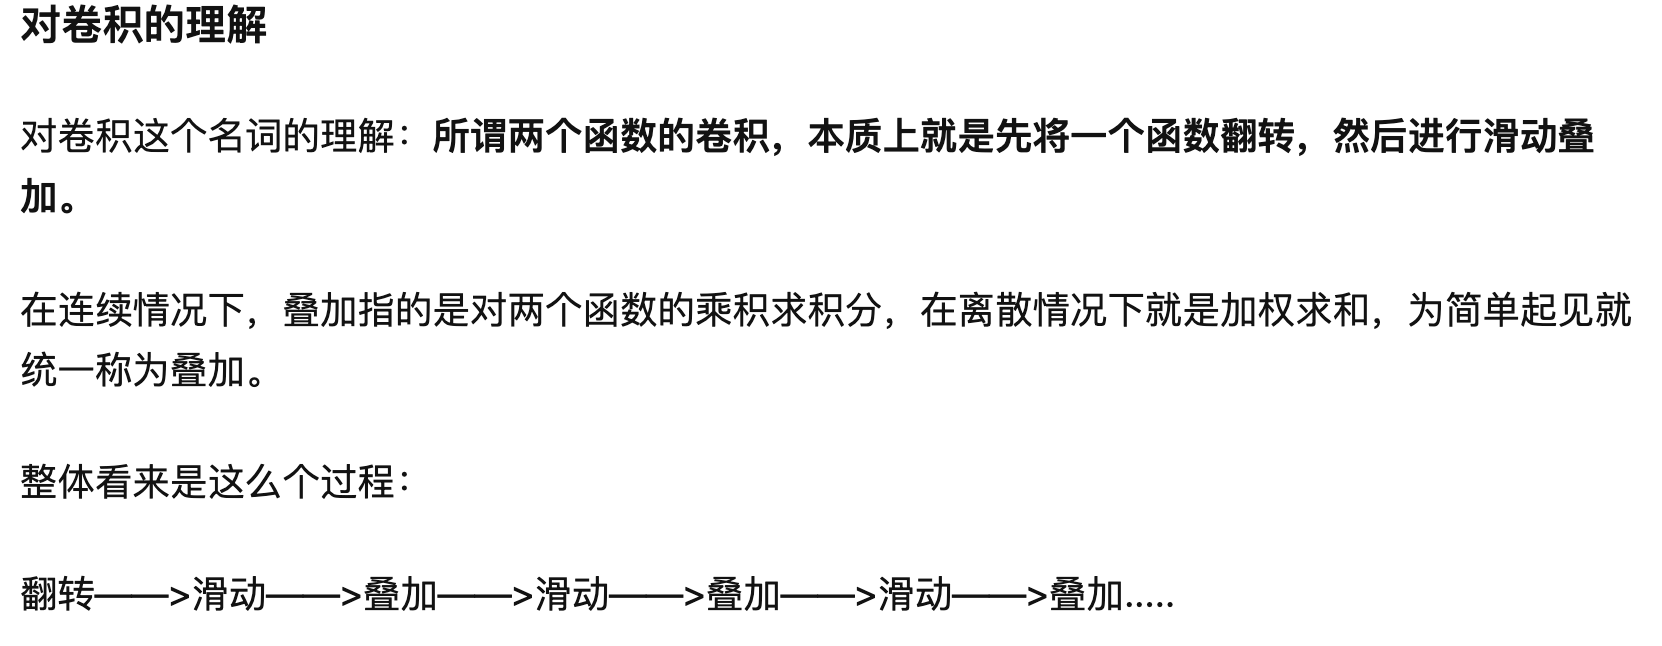 对卷积的理解
对卷积这个名词的理解：所谓两个函数的卷积，本质上就是先将一个函数翻转，然后进行滑动叠
加。
在连续情况下，叠加指的是对两个函数的乘积求积分，在离散情况下就是加权求和，为简单起见就
统一称为叠加。
整体看来是这么个过程：
翻转——>滑动——>叠加——>滑动——>叠加——>滑动——>叠加.....